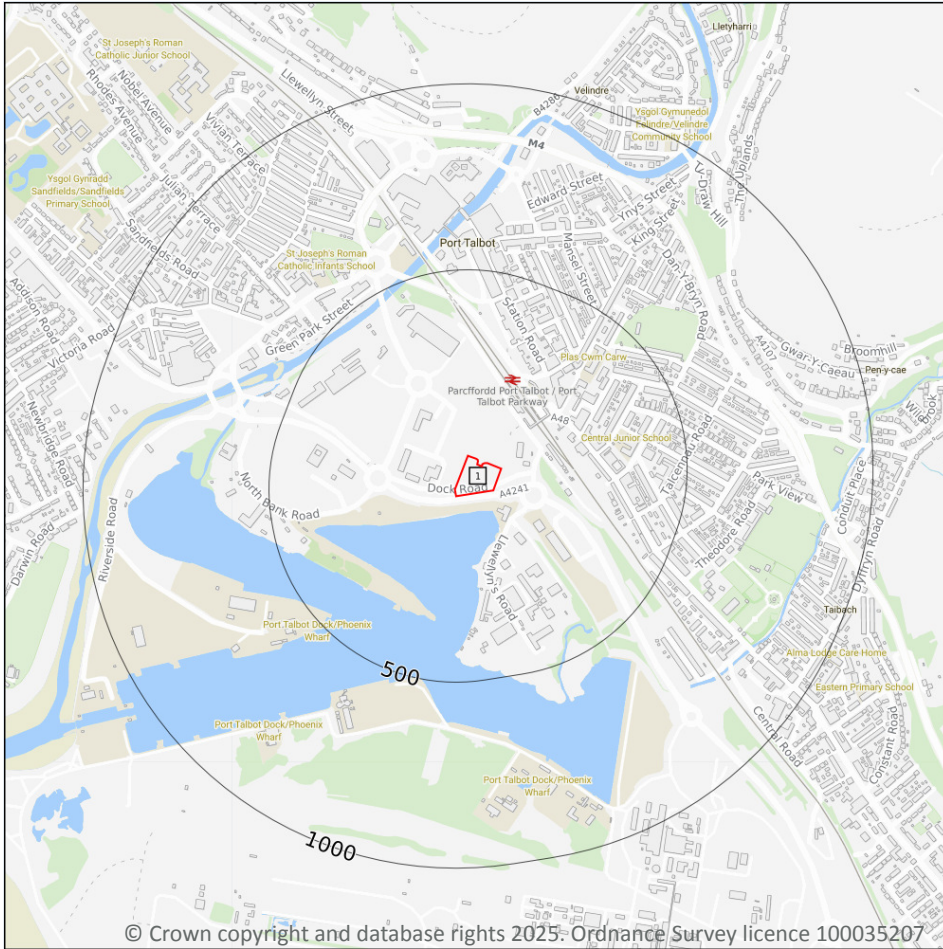 Lletyharri
St Joseph's Roman
Catholic Junior School
Nobel Avenue
Rhodes Avenue
Llewellyn Street
Vivian Terrace
Velindre
B4286
M4
Ysgol Gymunedol
Felindre/Velindre
Community School
The Uplands
Ty-Draw Hill
Ysgol Gynradd
Sandfields/Sandfields
Primary School
Julian Terrace
Edward Street
Ynys Street
King Street
Sandfields Road
St Joseph's Roman
Catholic Infants School
Port Talbot
Mansel Street
Dan-Y-Bryn Road
Addison Road
Victoria Road
Green Park Street
Station Road
A4107
Gwar-Y-Caeau
Broomhill
Pen-y-cae
Plas Cwm Carw
Parcffordd Port Talbot / Port
Talbot Parkway
A48
Brook
Newbridge Road
Central Junior School
Talcennau Road
1
Dock Road
A4241
Park View
Conduit Place
North Bank Road
Theodore Road
Dyffryn Road
Riverside Road
Darwin Road
Llewelyn's Road
Taibach
Port Talbot Dock/Phoenix
Wharf
Alma Lodge Care Home
500
Eastern Primary School
Port Talbot Dock/Phoenix
Wharf
Central Road
Constant Road
Port Talbot Dock/Phoenix
Wharf
1000
© Crown copyright and database rights 2025. Ordnance Survey licence 100035207